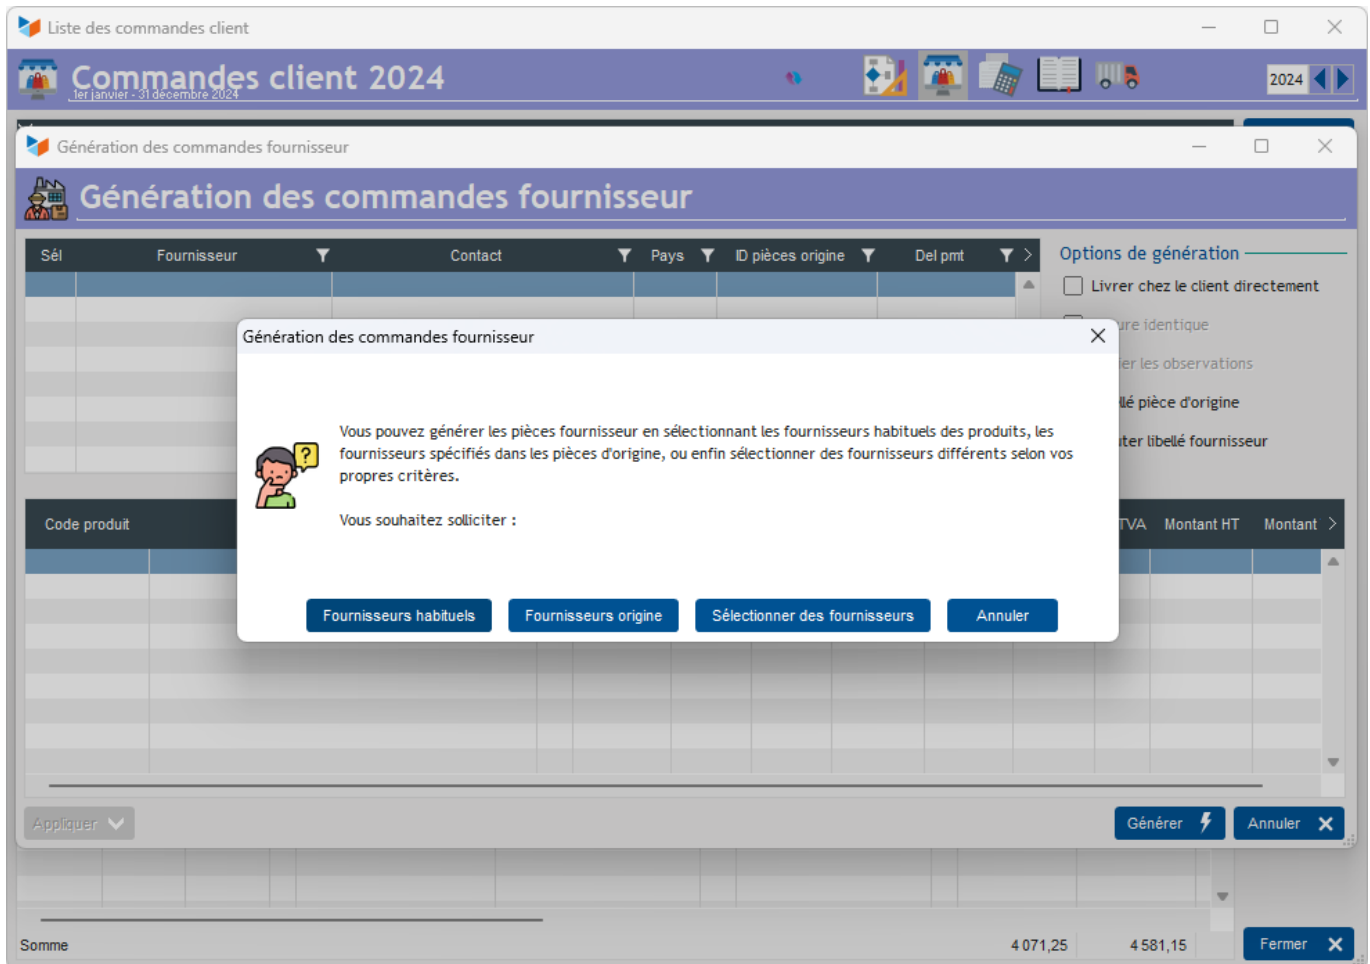 Liste des commandes client
Commandes client 2024
1er janvier - 31 décembre 2024
2024
Génération des commandes fournisseur
Génération des commandes fournisseur
Sél Fournisseur Contact Pays ID pièces origine Del pmt
Options de génération
Livrer chez le client directement
identique
les observations
pièce d'origine
libellé fournisseur
Génération des commandes fournisseur
Vous pouvez générer les pièces fournisseur en sélectionnant les fournisseurs habituels des produits, les
fournisseurs spécifiés dans les pièces d'origine, ou enfin sélectionner des fournisseurs différents selon vos
propres critères.
Vous souhaitez solliciter :
Fournisseurs habituels Fournisseurs origine Sélectionner des fournisseurs Annuler
Code produit TVA Montant HT Montant
Appliquer Générer Annuler
Somme 4 071,25 4 581,15 Fermer